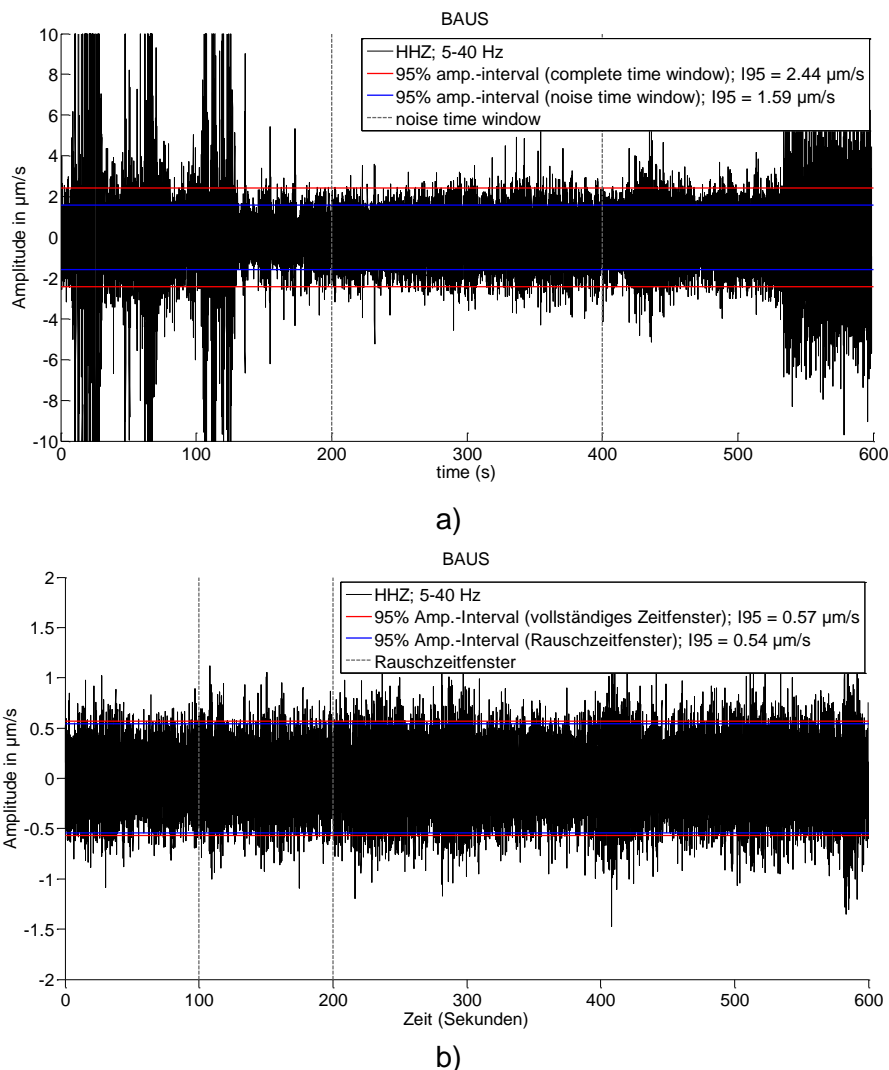 BAUS
HHZ; 5-40 Hz
95% amp.-interval (complete time window); I95 = 2.44 µm/s
95% amp.-interval (noise time window); I95 = 1.59 µm/s
noise time window
Amplitude in µm/s
10
8
6
4
2
0
-2
-4
-6
-8
-10
0 100 200 300 400 500 600
time (s)
a)
BAUS
HHZ; 5-40 Hz
95% Amp.-Interval (vollständiges Zeitfenster); I95 = 0.57 µm/s
95% Amp.-Interval (Rauschzeitfenster); I95 = 0.54 µm/s
Rauschzeitfenster
Amplitude in µm/s
2
1.5
1
0.5
0
-0.5
-1
-1.5
-2
0 100 200 300 400 500 600
Zeit (Sekunden)
b)